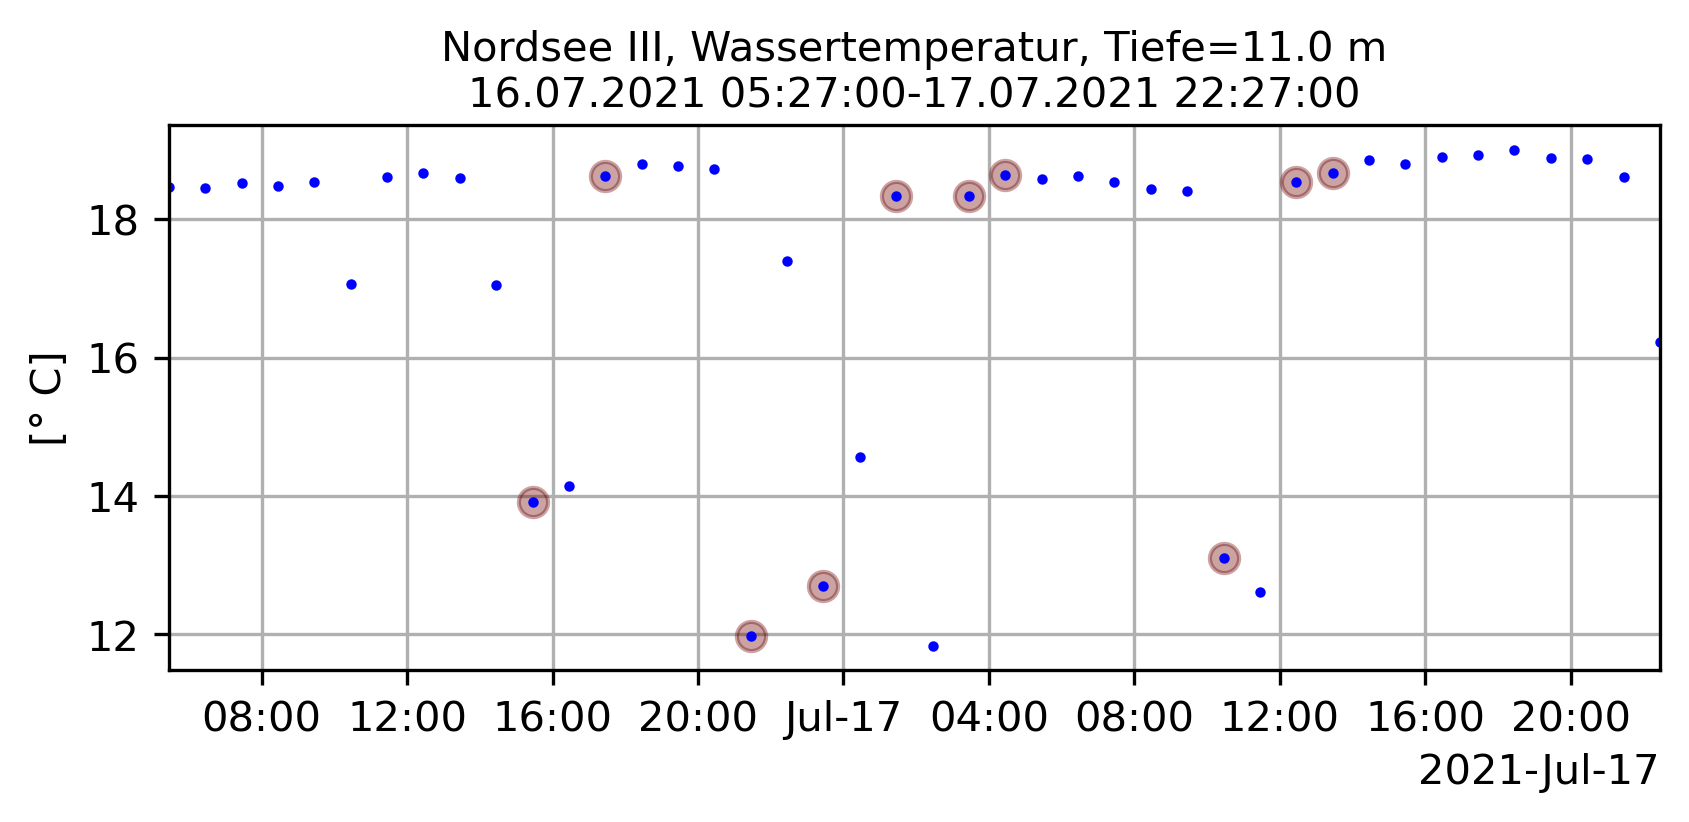 Nordsee III, Wassertemperatur, Tiefe=11.0 m
16.07.2021 05:27:00-17.07.2021 22:27:00
[° C]
18
16
14
12
08:00 12:00 16:00 20:00 Jul-17 04:00 08:00 12:00 16:00 20:00
2021-Jul-17